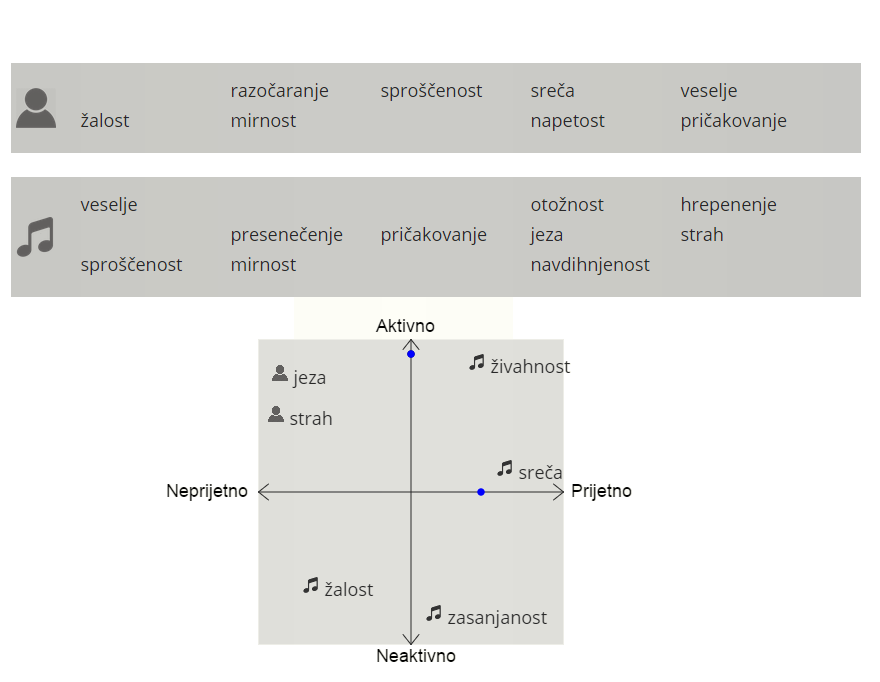 razočaranje sproščenost sreča veselje
žalost mirnost napetost pričakovanje
veselje otožnost hrepenenje
presenečenje pričakovanje jeza strah
sproščenost mirnost navdihnjenost
Aktivno
živahnost
jeza
strah
sreča
Neprijetno Prijetno
žalost
zasanjanost
Neaktivno